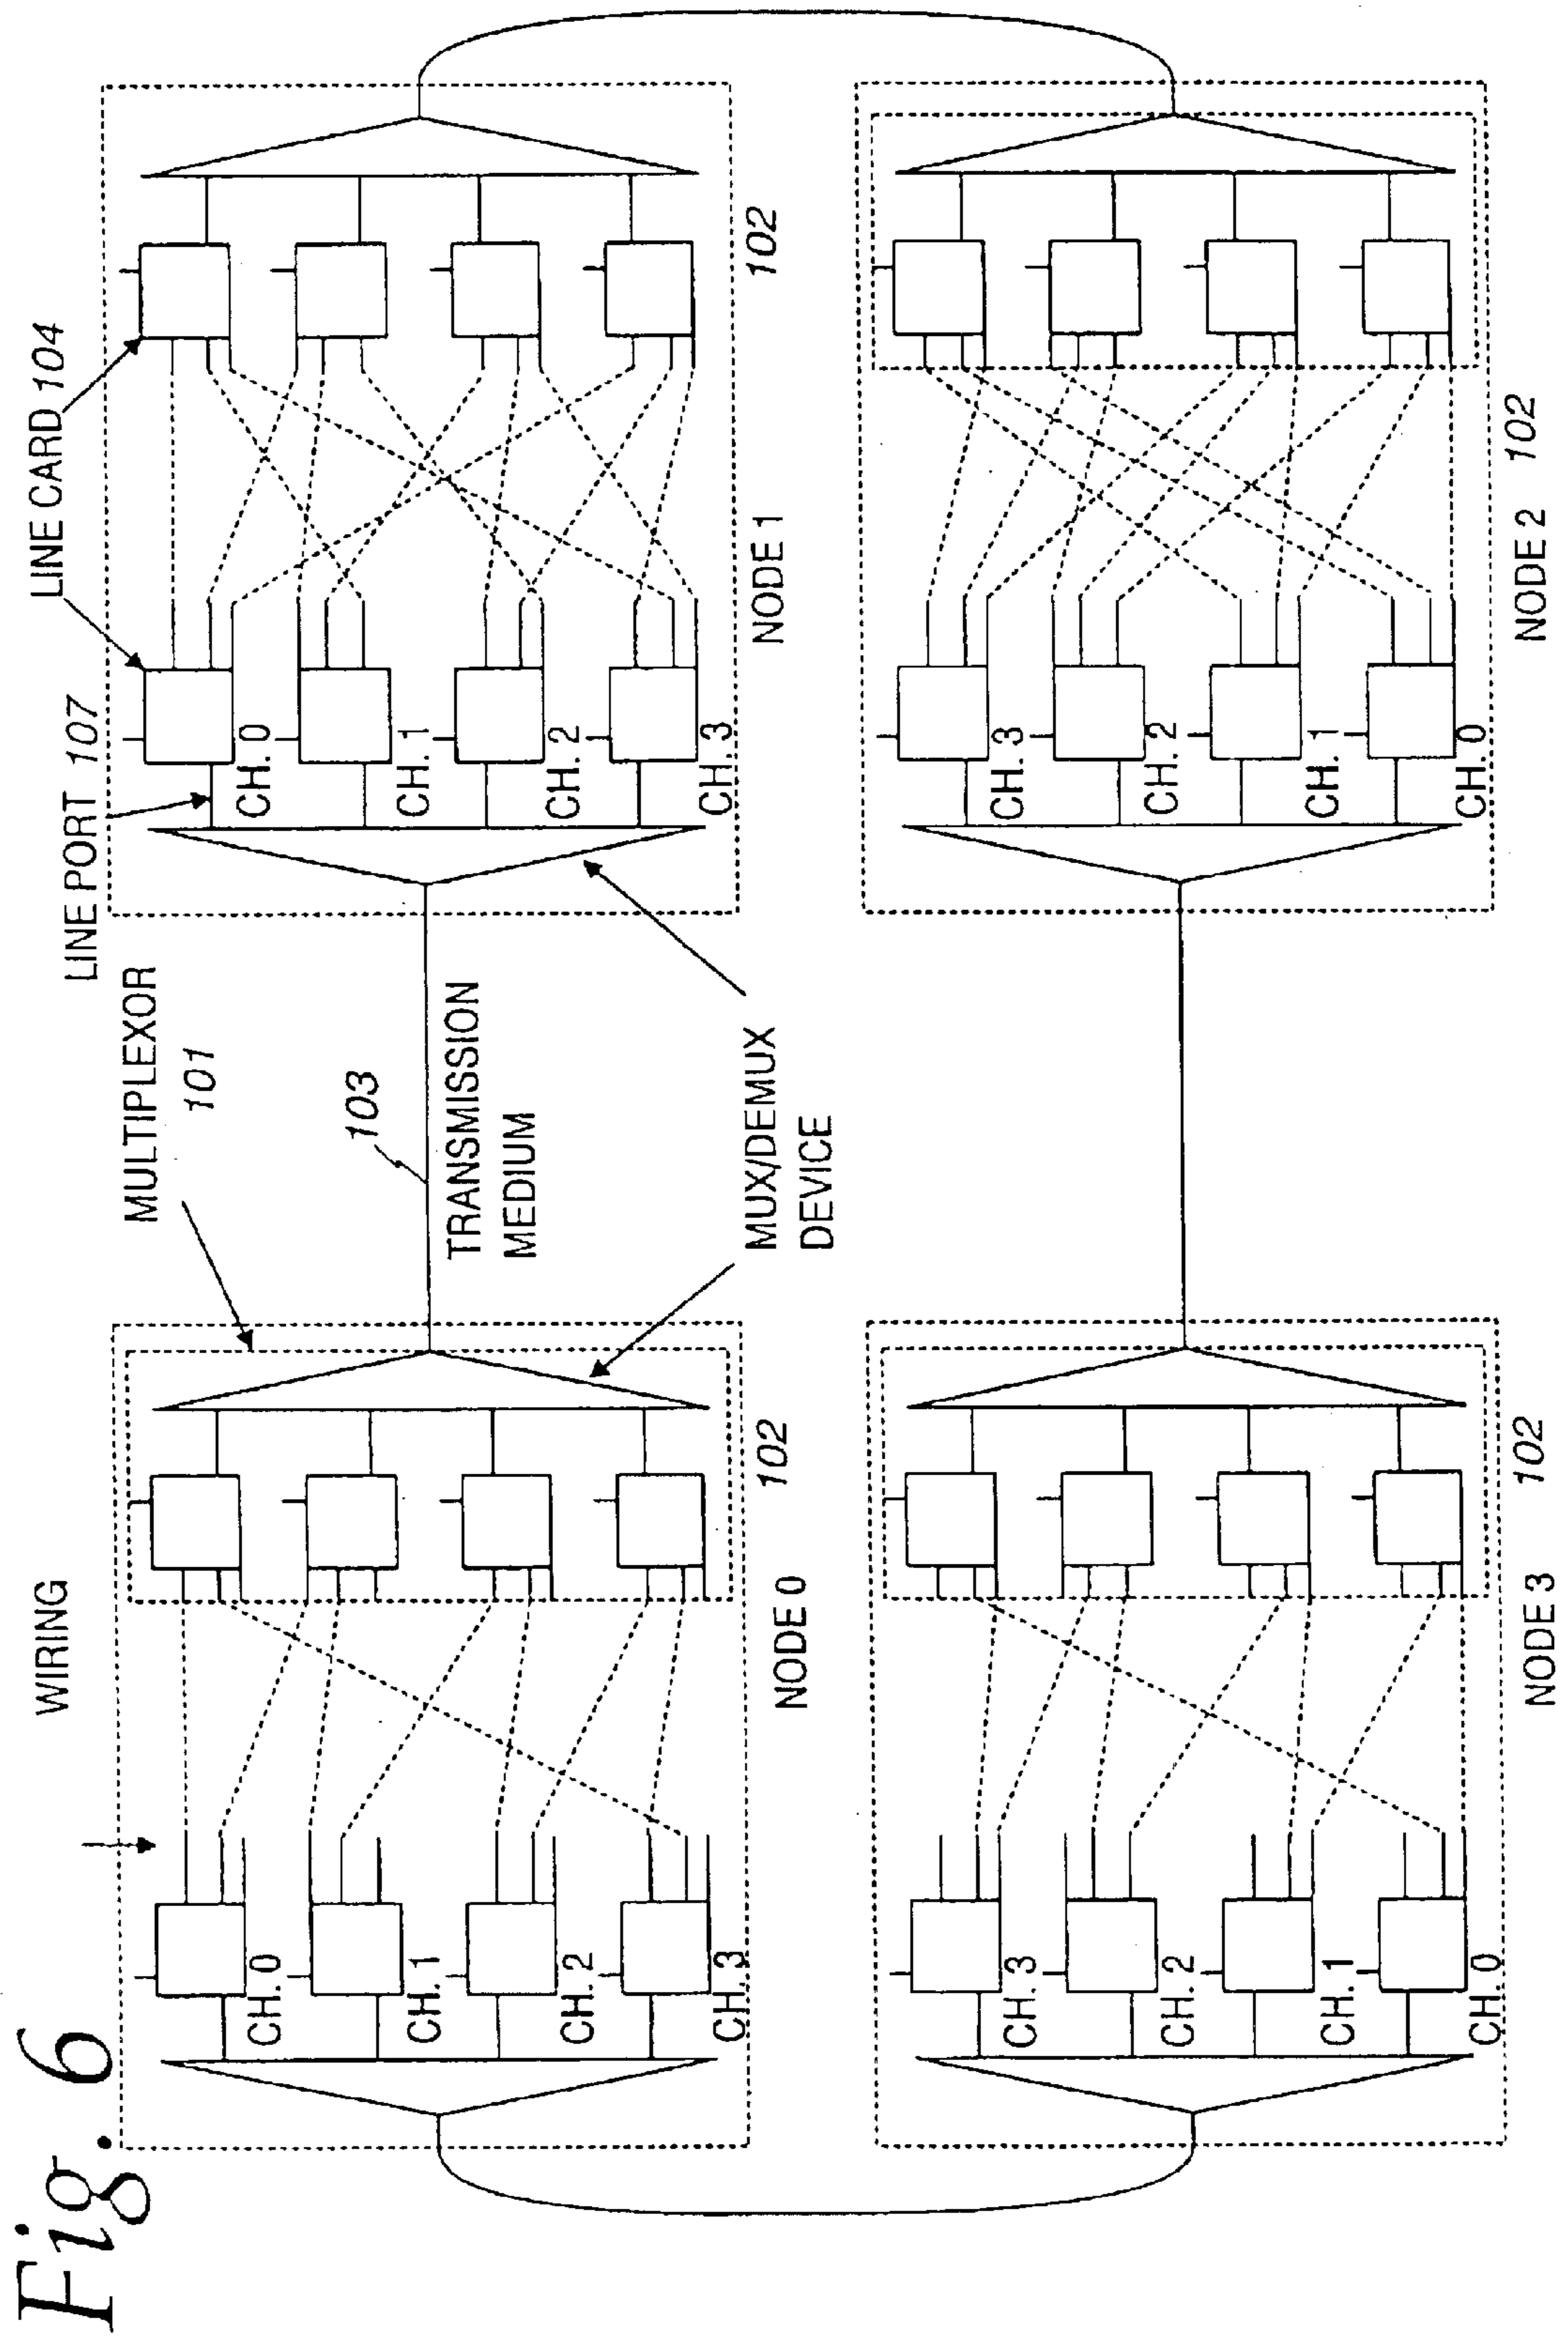 Fig. 6
WIRING
MULTIPLEXOR
101
LINE PORT 107
LINE CARD 104
103
TRANSMISSION
MEDIUM
MUX/DEMUX
DEVICE
CH. 0
CH. 1
CH. 2
CH. 3
NODE 0
102
CH. 0
CH. 1
CH. 2
CH. 3
NODE 1
102
CH. 3
CH. 2
CH. 1
CH. 0
NODE 3
102
CH. 3
CH. 2
CH. 1
CH. 0
NODE 2
102